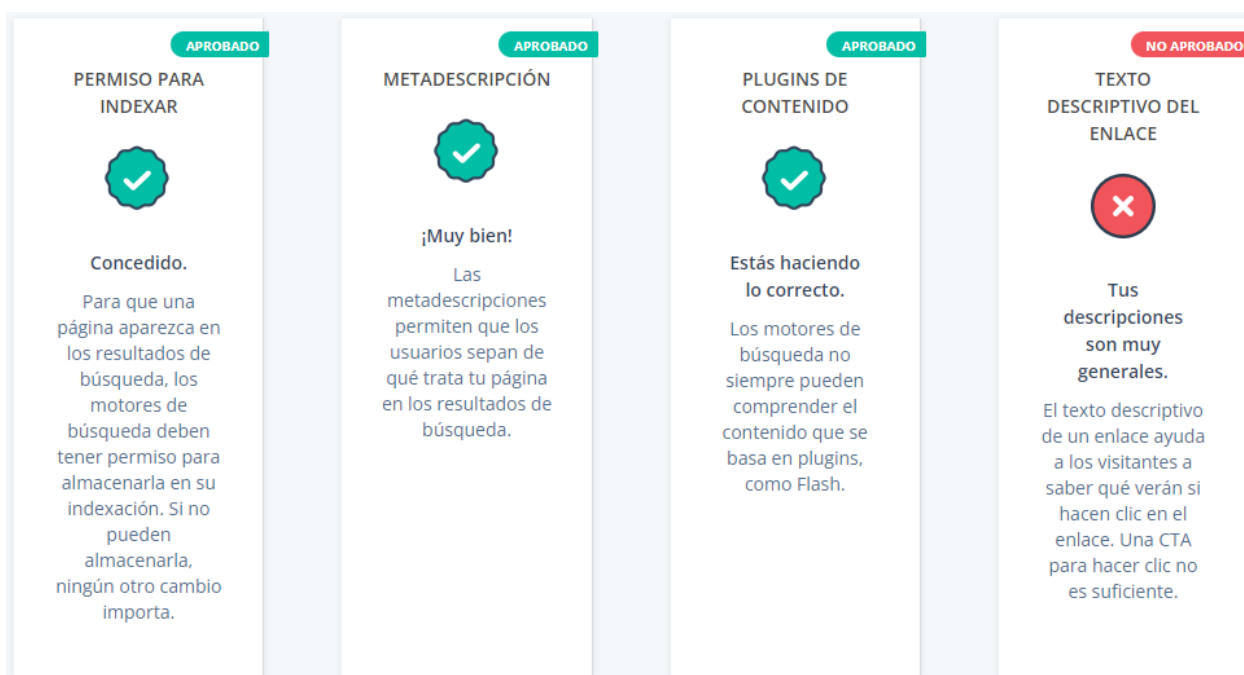 APROBADO
PERMISO PARA
INDEXAR
Concedido.
Para que una
página aparezca en
los resultados de
búsqueda, los
motores de
búsqueda deben
tener permiso para
almacenarla en su
indexación. Si no
pueden
almacenarla,
ningún otro cambio
importa.
APROBADO
METADESCRIPCIÓN
¡Muy bien!
Las
metadescripciones
permiten que los
usuarios sepan de
qué trata tu página
en los resultados de
búsqueda.
APROBADO
PLUGINS DE
CONTENIDO
Estás haciendo
lo correcto.
Los motores de
búsqueda no
siempre pueden
comprender el
contenido que se
basa en plugins,
como Flash.
NO APROBADO
TEXTO
DESCRIPTIVO DEL
ENLACE
Tus
descripciones
son muy
generales.
El texto descriptivo
de un enlace ayuda
a los visitantes a
saber qué verán si
hacen clic en el
enlace. Una CTA
para hacer clic no
es suficiente.